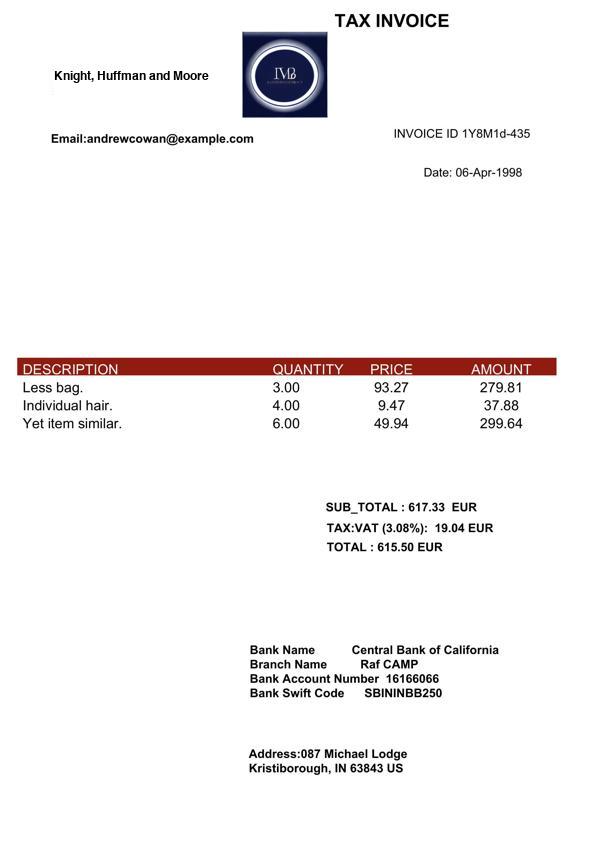 TAX INVOICE
Knight, Huffman and Moore
Email:andrewcowan@example.com
INVOICE ID 1Y8M1d-435
Date: 06-Apr-1998
DESCRIPTION QUANTITY PRICE AMOUNT
Less bag. 3.00 93.27 279.81
Individual hair. 4.00 9.47 37.88
Yet item similar. 6.00 49.94 299.64
SUB_TOTAL : 617.33 EUR
TAX:VAT (3.08%): 19.04 EUR
TOTAL : 615.50 EUR
Bank Name Central Bank of California
Branch Name Raf CAMP
Bank Account Number 16166066
Bank Swift Code SBININBB250
Address:087 Michael Lodge
Kristiborough, IN 63843 US